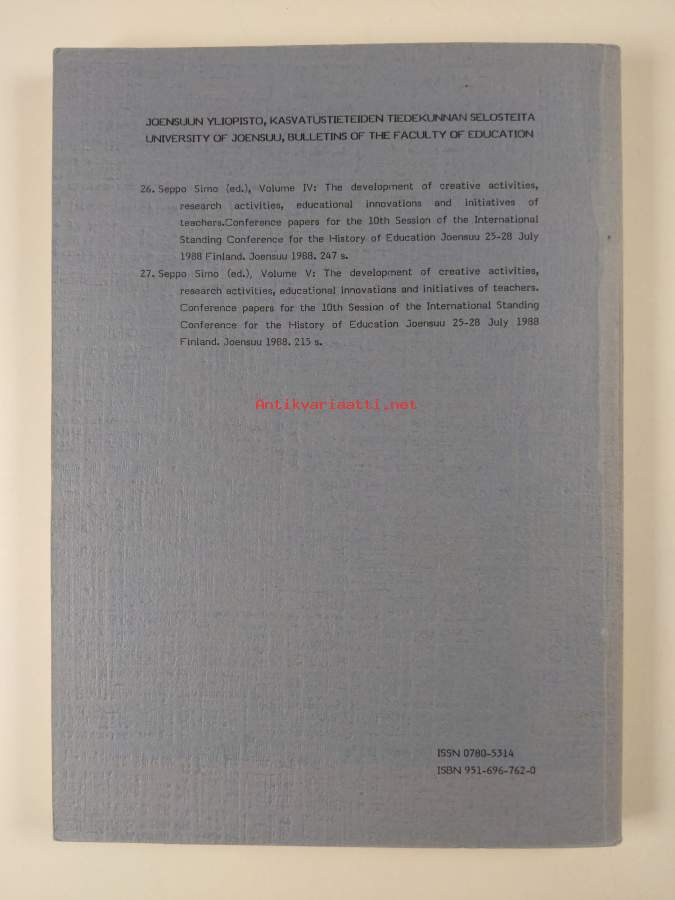 JOENSUUN YLIOPISTO, KASVATUSTIETEIDEN TIEDEKUNNAN SELOSTEITA
UNIVERSITY OF JOENSUU, BULLETINS OF THE FACULTY OF EDUCATION
26. Seppo Simo (ed.), Volume IV: The development of creative activities,
research activities, educational innovations and initiatives of
teachers.Conference papers for the 10th Session of the International
Standing Conference for the History of Education Joensuu 25-28 July
1988 Finland. Joensuu 1988. 247 s.
27. Seppo Simo (ed.), Volume V: The development of creative activities,
research activities, educational innovations and initiatives of teachers.
Conference papers for the 10th Session of the International Standing
Conference for the History of Education Joensuu 25-28 July 1988
Finland. Joensuu 1988. 215 s.
Antikvariaatti.net
ISSN 0780-5314
ISBN 951-696-762-0